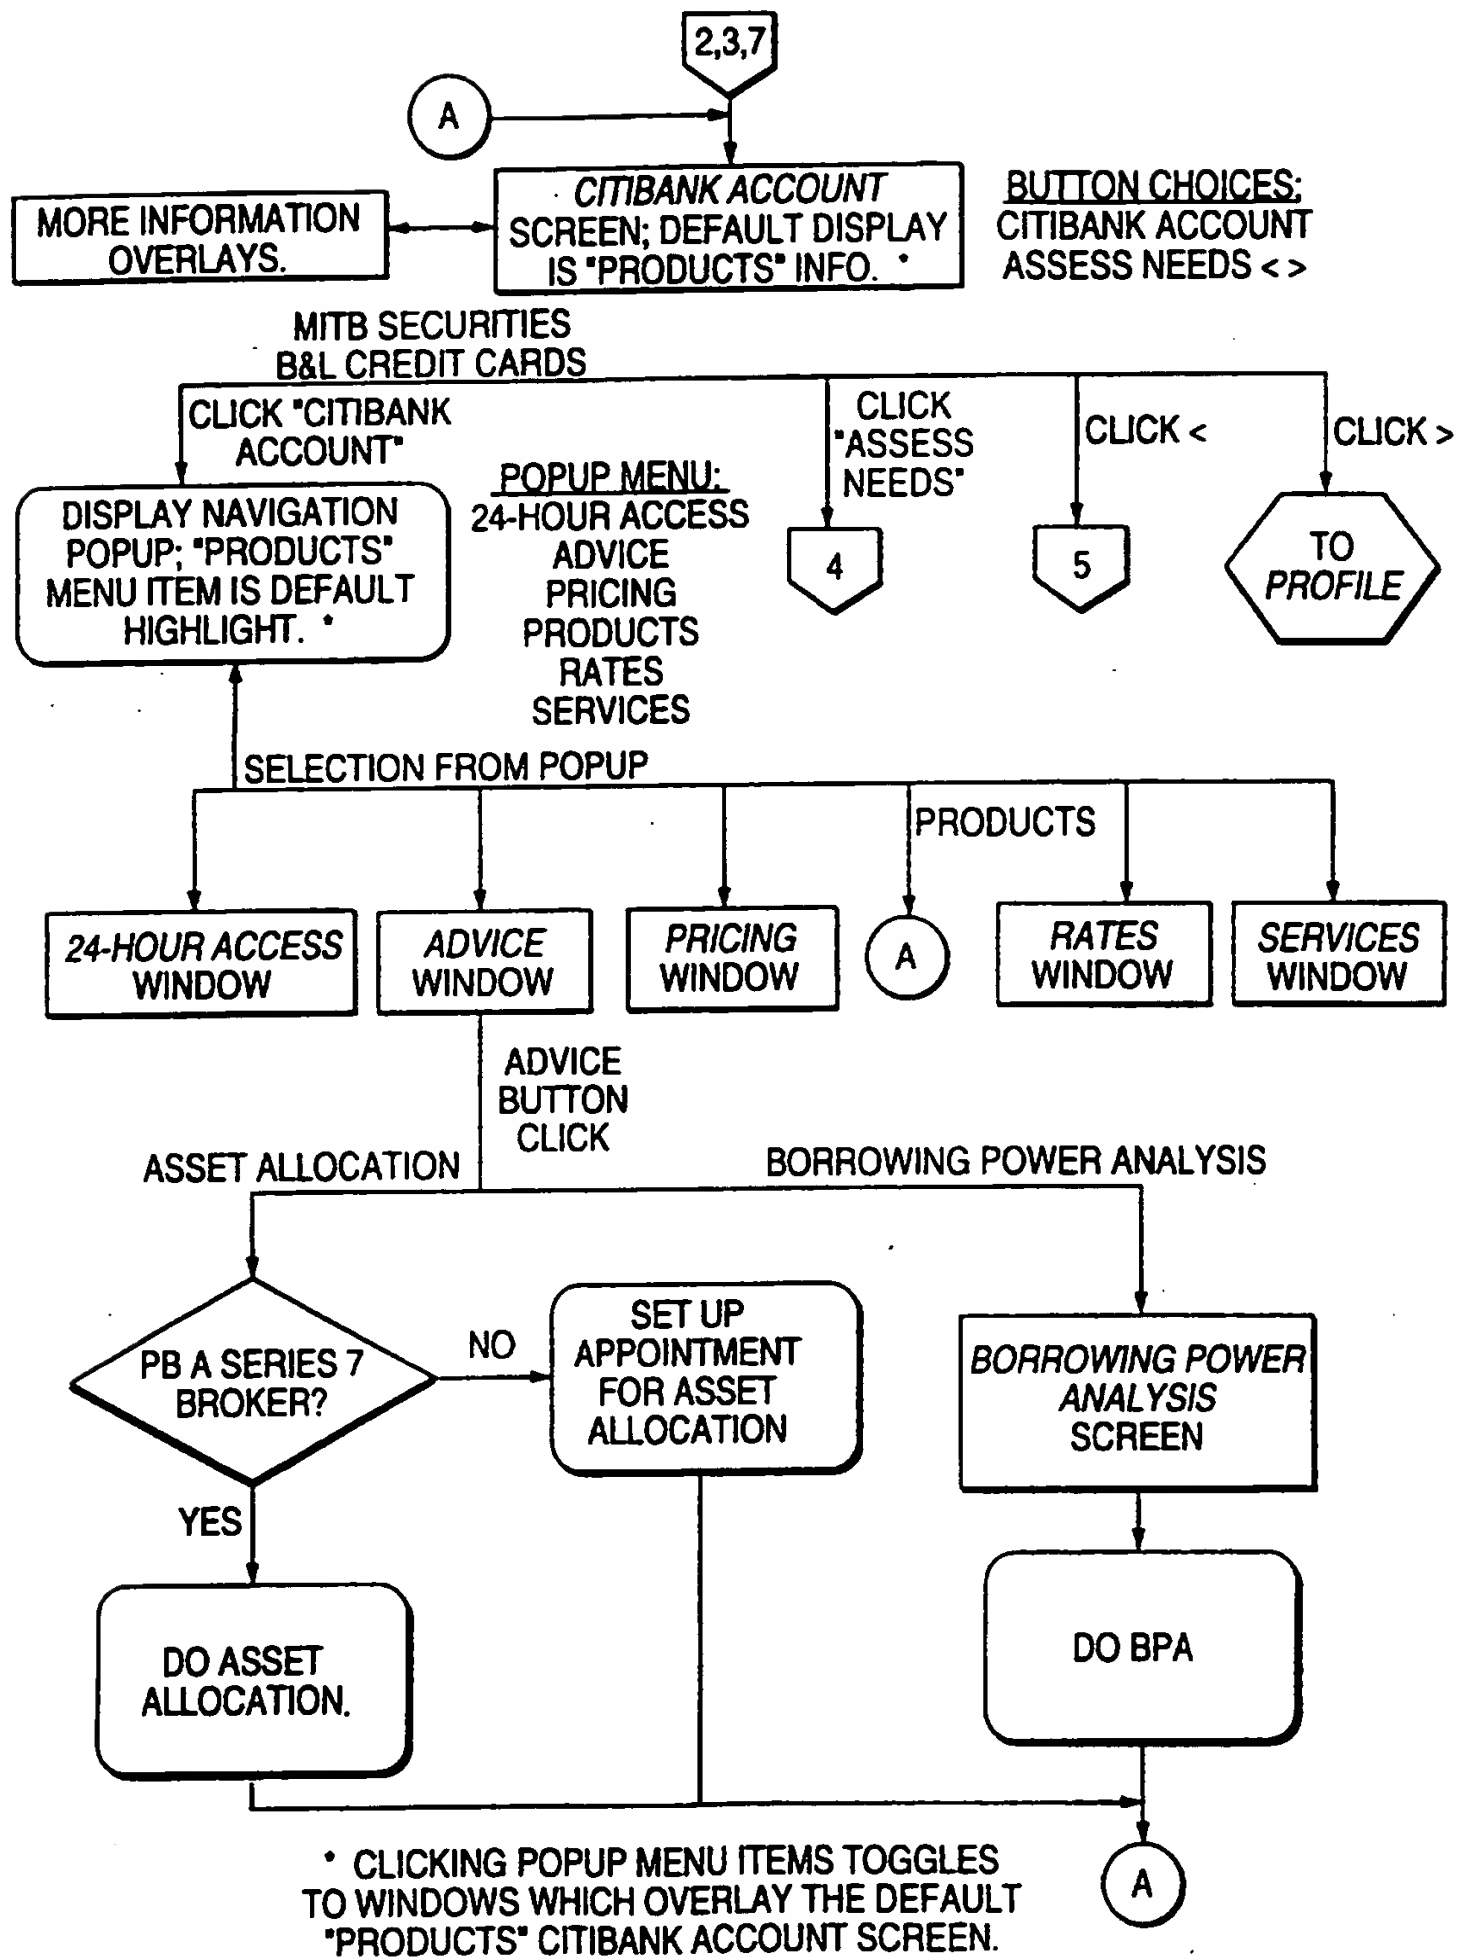 2,3,7
A
MORE INFORMATION
OVERLAYS.
CITIBANK ACCOUNT
SCREEN; DEFAULT DISPLAY
IS "PRODUCTS" INFO. *
BUTTON CHOICES;
CITIBANK ACCOUNT
ASSESS NEEDS < >
MITB SECURITIES
B&L CREDIT CARDS
CLICK "CITIBANK
ACCOUNT"
CLICK
"ASSESS
NEEDS"
CLICK <
CLICK >
DISPLAY NAVIGATION
POPUP; "PRODUCTS"
MENU ITEM IS DEFAULT
HIGHLIGHT. *
POPUP MENU:
24-HOUR ACCESS
ADVICE
PRICING
PRODUCTS
RATES
SERVICES
4
5
TO
PROFILE
SELECTION FROM POPUP
PRODUCTS
24-HOUR ACCESS
WINDOW
ADVICE
WINDOW
PRICING
WINDOW
A
RATES
WINDOW
SERVICES
WINDOW
ADVICE
BUTTON
CLICK
ASSET ALLOCATION
BORROWING POWER ANALYSIS
PB A SERIES 7
BROKER?
NO
SET UP
APPOINTMENT
FOR ASSET
ALLOCATION
BORROWING POWER
ANALYSIS
SCREEN
YES
DO ASSET
ALLOCATION.
DO BPA
A
* CLICKING POPUP MENU ITEMS TOGGLES
TO WINDOWS WHICH OVERLAY THE DEFAULT
"PRODUCTS" CITIBANK ACCOUNT SCREEN.